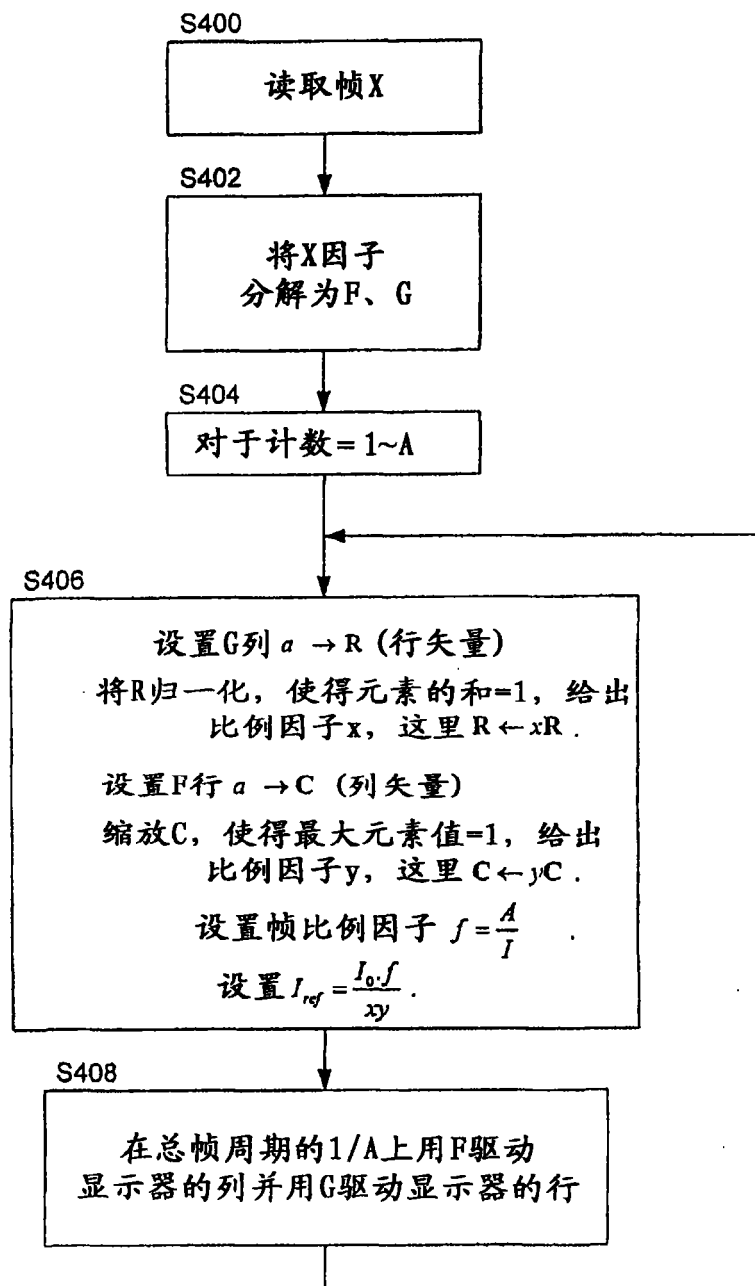 S400
读取帧X
S402
将X因子
分解为F、G
S404
对于计数=1~A
S406
设置G列 a → R (行矢量)
将R归一化，使得元素的和=1，给出
比例因子x，这里 R ← xR .
设置F行 a → C (列矢量)
缩放C，使得最大元素值=1，给出
比例因子y，这里 C ← yC .
设置帧比例因子 f = A/I .
设置 I_ref = I₀.f/xy .
S408
在总帧周期的1/A上用F驱动
显示器的列并用G驱动显示器的行